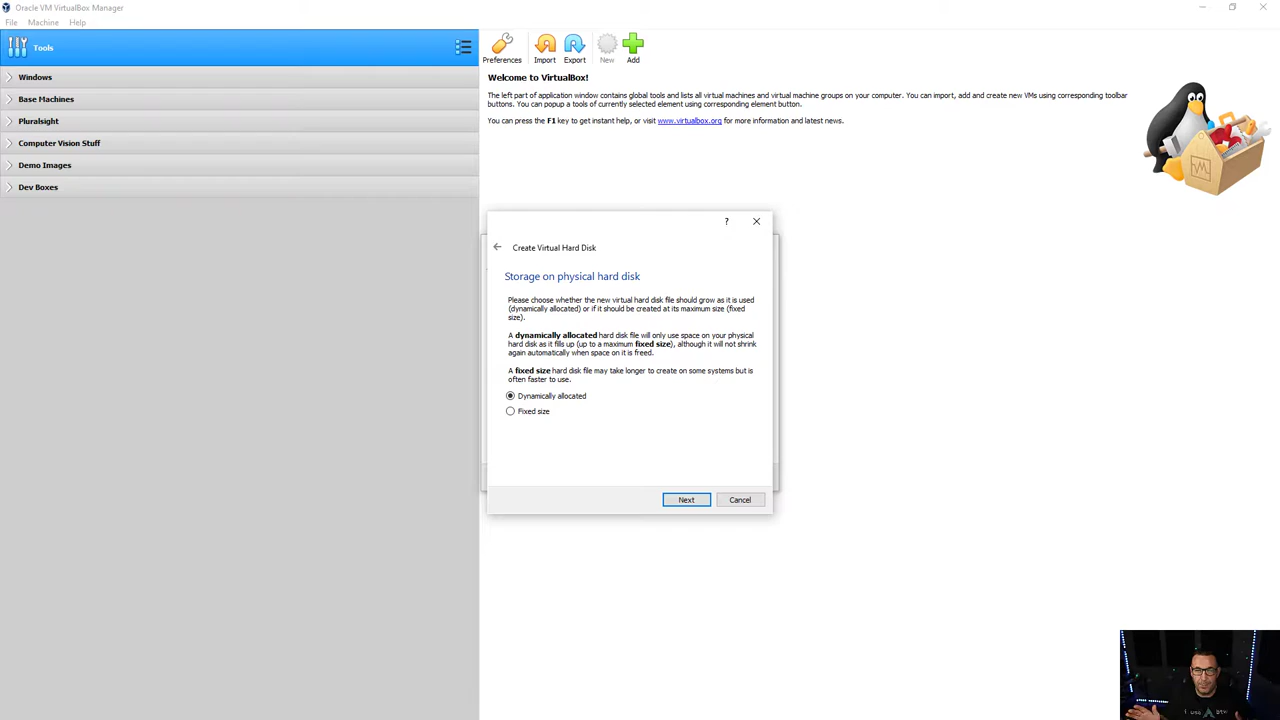 Oracle VM VirtualBox Manager
File Machine Help
Tools
Windows
Base Machines
Pluralsight
Computer Vision Stuff
Demo Images
Dev Boxes
Preferences Import Export New Add
Welcome to VirtualBox!
The left part of application window contains global tools and lists all virtual machines and virtual machine groups on your computer. You can import, add and create new VMs using corresponding toolbar
buttons. You can popup a tools of currently selected element using corresponding element button.
You can press the F1 key to get instant help, or visit www.virtualbox.org for more information and latest news.
?
Create Virtual Hard Disk
Storage on physical hard disk
Please choose whether the new virtual hard disk file should grow as it is used
(dynamically allocated) or if it should be created at its maximum size (fixed
size).
A dynamically allocated hard disk file will only use space on your physical
hard disk as it fills up (up to a maximum fixed size), although it will not shrink
again automatically when space on it is freed.
A fixed size hard disk file may take longer to create on some systems but is
often faster to use.
Dynamically allocated
Fixed size
Next Cancel
I USE BTW